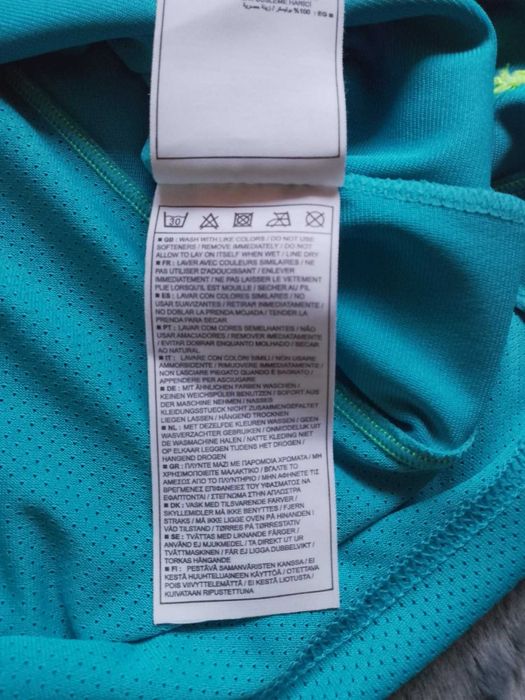 %100
EG :
30
■ GB : WASH WITH LIKE COLORS / DO NOT USE
SOFTENERS / REMOVE IMMEDIATELY / DO NOT
ALLOW TO LAY ON ITSELF WHEN WET / LINE DRY
■ FR : LAVER AVEC COULEURS SIMILAIRES / NE
PAS UTILISER D'ADOUCISSANT / ENLEVER
IMMEDIATEMENT / NE PAS LAISSER LE VETEMENT
PLIE LORSQU'IL EST MOUILLE / SECHER AU FIL
■ ES : LAVAR CON COLORES SIMILARES / NO
USAR SUAVIZANTES / RETIRAR INMEDIATAMENTE /
NO DOBLAR LA PRENDA MOJADA / TENDER LA
PRENDA PARA SECAR
■ PT : LAVAR COM CORES SEMELHANTES / NÃO
USAR AMACIADORES / REMOVER IMEDIATAMENTE
/ EVITAR DOBRAR ENQUANTO MOLHADO / SECAR
AO NATURAL
■ IT : LAVARE CON COLORI SIMILI / NON USARE
AMMORBIDENTE / RIMUOVERE IMMEDIATAMENTE /
NON LASCIARE PIEGATO QUANDO È BAGNATO /
APPENDERE PER ASCIUGARE
■ DE : MIT ÄHNLICHEN FARBEN WASCHEN /
KEINEN WEICHSPÜLER BENUTZEN / SOFORT AUS
DER MASCHINE NEHMEN / NASSES
KLEIDUNGSSTUECK NICHT ZUSAMMENGEFALTET
LIEGEN LASSEN / HÄNGEND TROCKNEN
■ NL : MET DEZELFDE KLEUREN WASSEN / GEEN
WASVERZACHTER GEBRUIKEN / ONMIDDELIJK UIT
DE WASMACHINE HALEN / NATTE KLEDING NIET
OP ELKAAR LEGGEN TIJDENS HET DROGEN /
HANGEND DROGEN
■ GR : ΠΛΥΝΤΕ ΜΑΖΙ ΜΕ ΠΑΡΟΜΟΙΑ ΧΡΩΜΑΤΑ / ΜΗ
ΧΡΗΣΙΜΟΠΟΙΕΙΤΕ ΜΑΛΑΚΤΙΚΟ / ΒΓΑΛΤΕ ΤΟ
ΑΜΕΣΩΣ ΑΠΟ ΤΟ ΠΛΥΝΤΗΡΙΟ / ΜΗΝ ΑΦΗΝΕΤΕ ΤΙΣ
ΒΡΕΓΜΕΝΕΣ ΕΠΙΦΑΝΕΙΕΣ ΤΟΥ ΥΦΑΣΜΑΤΟΣ ΝΑ
ΕΦΑΠΤΟΝΤΑΙ / ΣΤΕΓΝΩΜΑ ΣΤΗΝ ΑΠΛΩΣΤΡΑ
■ DK : VASK MED TILSVARENDE FARVER /
SKYLLEMIDLER MÅ IKKE BENYTTES / FJERN
STRAKS / MÅ IKKE LIGGE OVEN PÅ HINANDEN I
VÅD TILSTAND / TØRRES PÅ TØRRESTATIV
■ SE : TVÄTTAS MED LIKNANDE FÄRGER /
ANVÄND EJ MJUKMEDEL / TA DIREKT UT UR
TVÄTTMASKINEN / FÅR EJ LIGGA DUBBELVIKT /
TORKAS HÄNGANDE
■ FI : PESTÄVÄ SAMANVÄRISTEN KANSSA / EI
KESTÄ HUUHTELUAINEEN KÄYTTÖÄ / OTETTAVA
POIS VIIVYTTELEMÄTTÄ / EI KESTÄ LIOTUSTA /
KUIVATAAN RIPUSTETTUNA